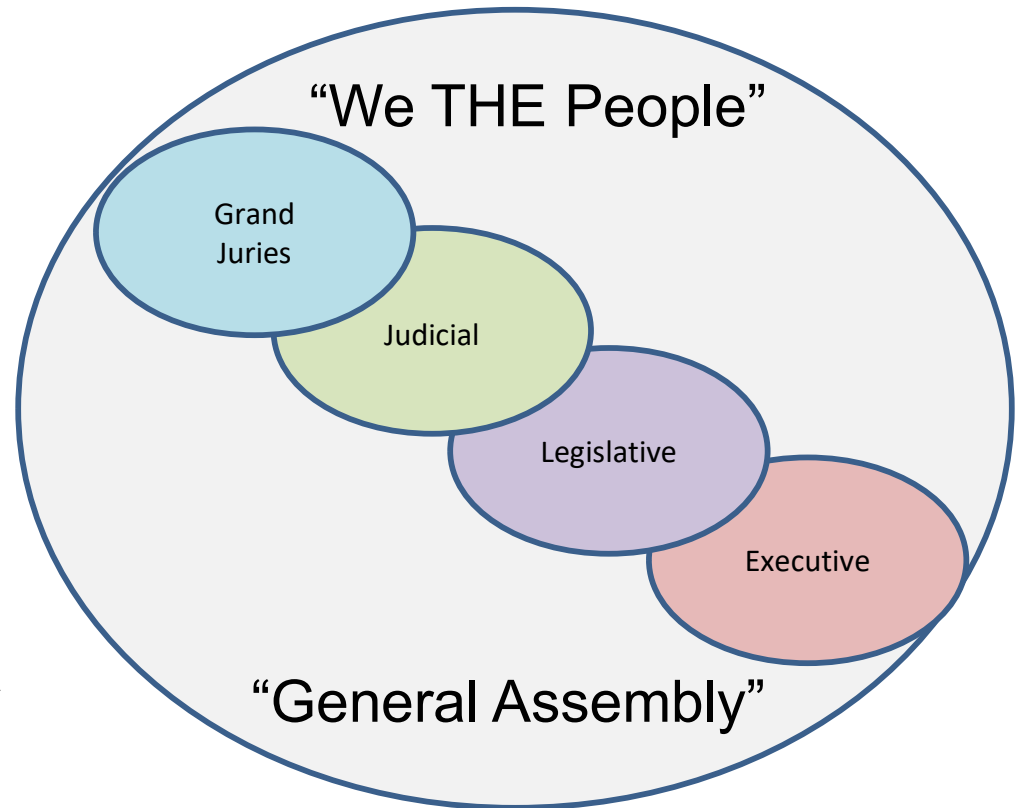 “We THE People”
Grand
Juries
Judicial
Legislative
Executive
“General Assembly”